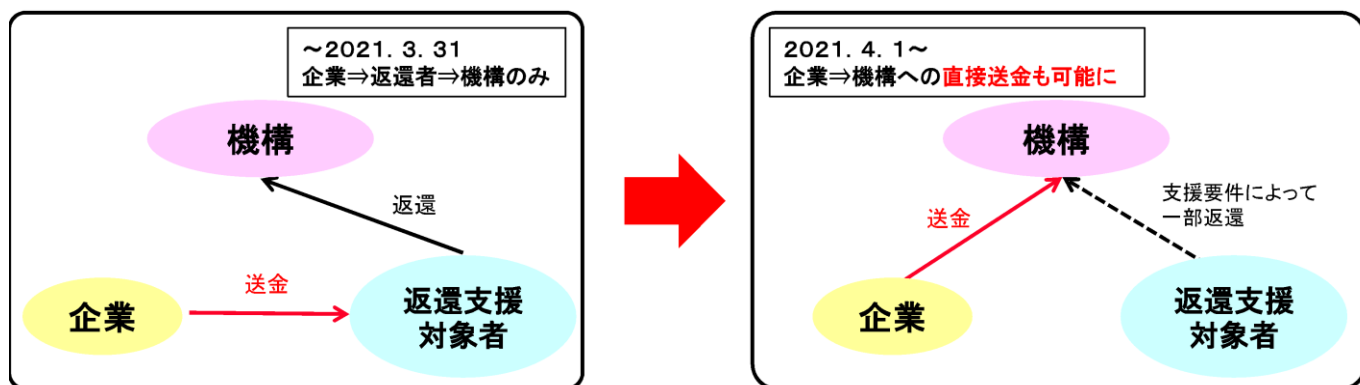 ～2021．3．31
企業⇒返還者⇒機構のみ
機構
返還
送金
企業
返還支援
対象者
2021．4．1～
企業⇒機構への直接送金も可能に
機構
支援要件によって
一部返還
送金
企業
返還支援
対象者